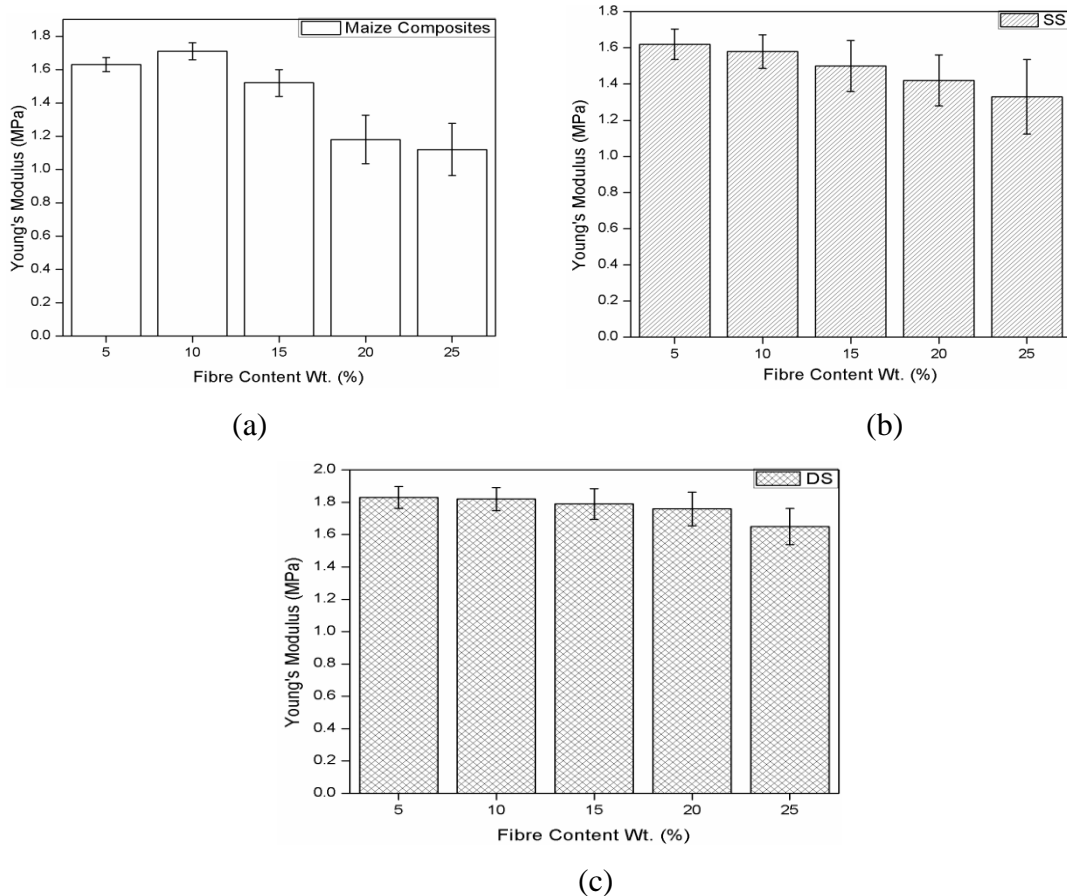 Maize Composites
Young's Modulus (MPa)
1.8
1.6
1.4
1.2
1.0
0.8
0.6
0.4
0.2
0.0
5 10 15 20 25
Fibre Content Wt. (%)
(a)
SS
Young's Modulus (MPa)
1.8
1.6
1.4
1.2
1.0
0.8
0.6
0.4
0.2
0.0
5 10 15 20 25
Fibre Content Wt. (%)
(b)
DS
Young's Modulus (MPa)
2.0
1.8
1.6
1.4
1.2
1.0
0.8
0.6
0.4
0.2
0.0
5 10 15 20 25
Fibre Content Wt. (%)
(c)